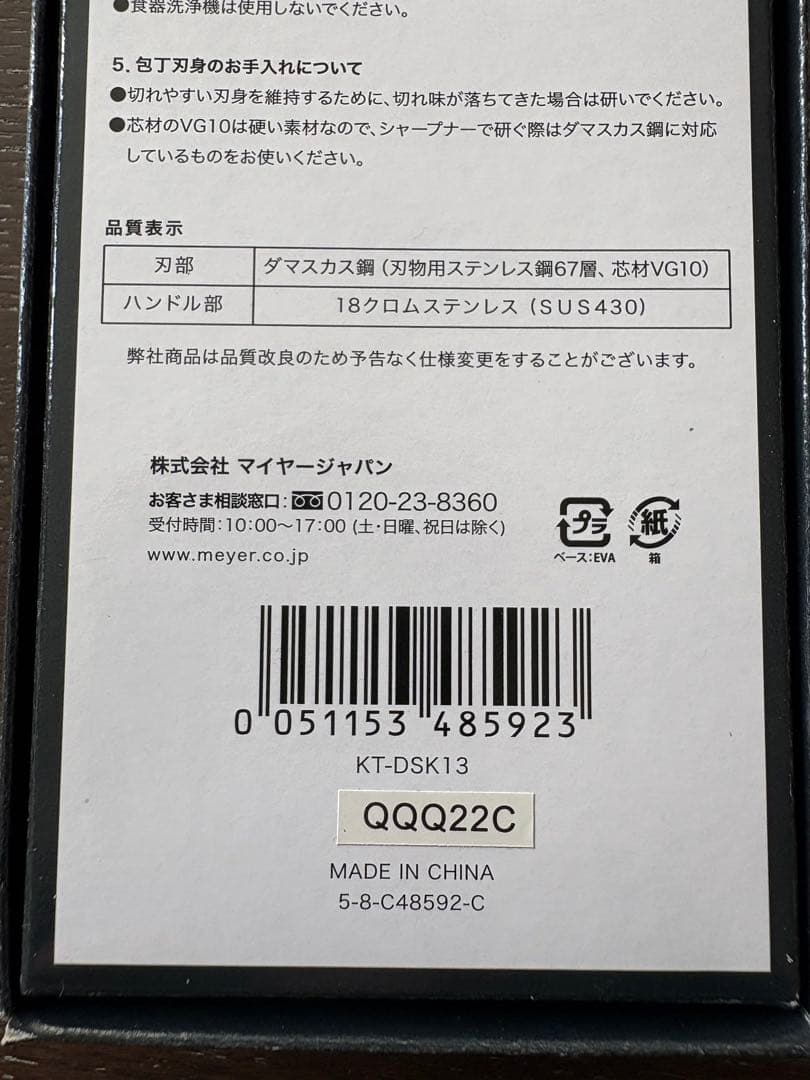 ●食器洗浄機は使用しないでください。
5. 包丁刃身のお手入れについて
●切れやすい刃身を維持するために、切れ味が落ちてきた場合は研いでください。
●芯材のVG10は硬い素材なので、シャープナーで研ぐ際はダマスカス鋼に対応
しているものをお使いください。
品質表示
刃部 ダマスカス鋼（刃物用ステンレス鋼67層、芯材VG10）
ハンドル部 18クロムステンレス（SUS430）
弊社商品は品質改良のため予告なく仕様変更をすることがございます。
株式会社 マイヤージャパン
お客さま相談窓口：0120-23-8360
受付時間：10:00〜17:00 (土・日曜、祝日は除く)
www.meyer.co.jp
プラ 紙
ベース：EVA 箱
0 051153 485923
KT-DSK13
QQQ22C
MADE IN CHINA
5-8-C48592-C